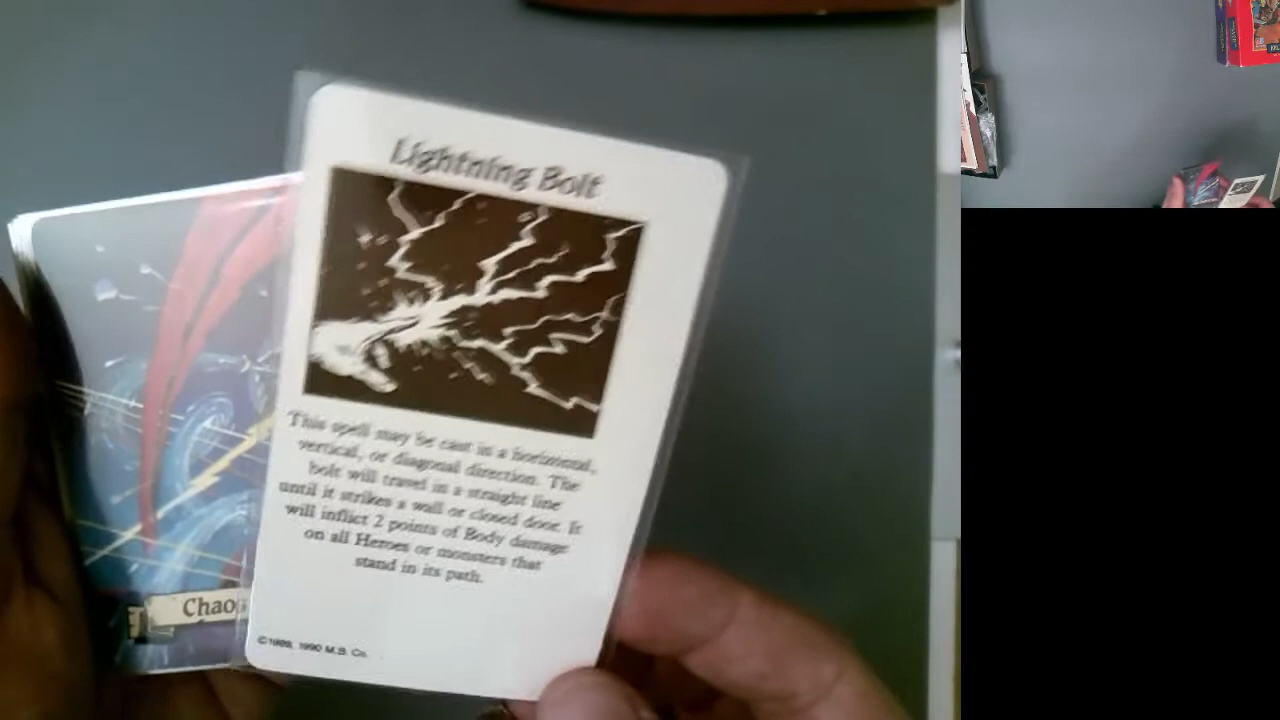 Lightning Bolt
This spell may be cast in a horizontal,
vertical, or diagonal direction. The
bolt will travel in a straight line
until it strikes a wall or closed door. It
will inflict 2 points of Body damage
on all Heroes or monsters that
stand in its path.
©1989, 1990 M.B. Co.
Chaos